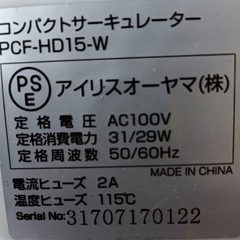 コンパクトサーキュレーター
PCF-HD15-W
PS
E
アイリスオーヤマ(株)
定格電圧 AC100V
定格消費電力 31/29W
定格周波数 50/60Hz
MADE IN CHINA
電流ヒューズ 2A
温度ヒューズ 115℃
Serial No: 31707170122